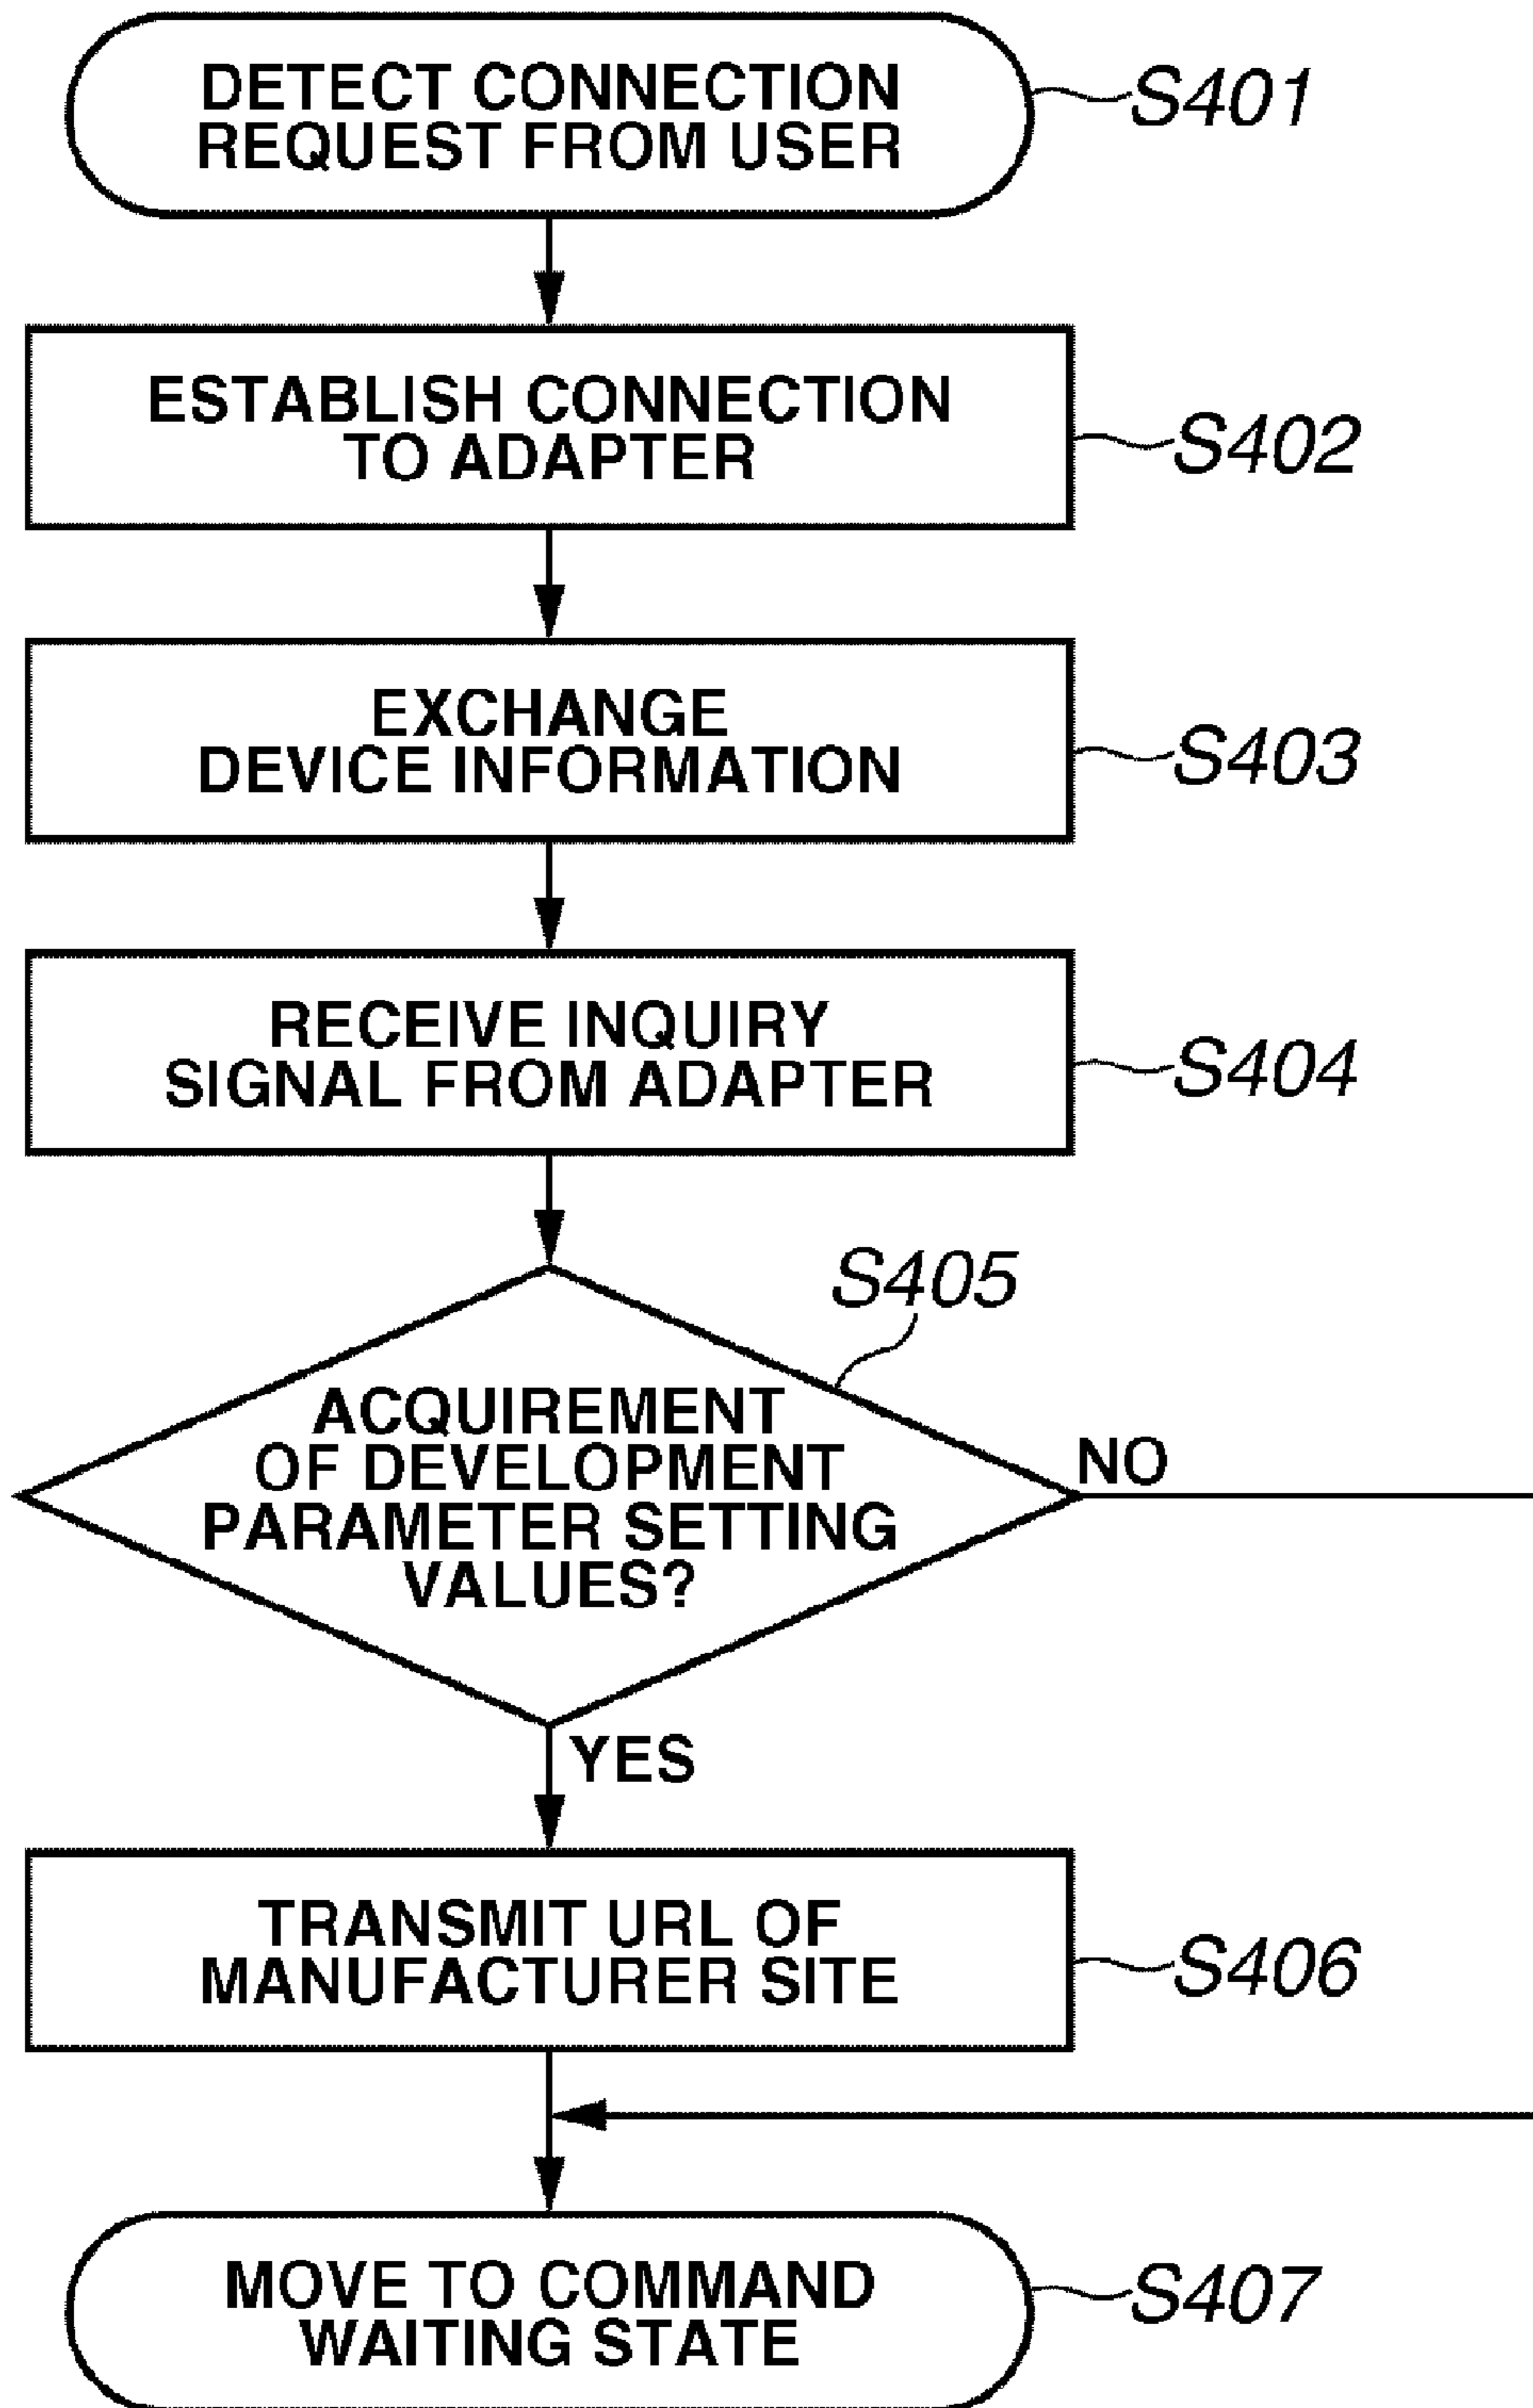 DETECT CONNECTION
REQUEST FROM USER
S401
ESTABLISH CONNECTION
TO ADAPTER
S402
EXCHANGE
DEVICE INFORMATION
S403
RECEIVE INQUIRY
SIGNAL FROM ADAPTER
S404
S405
ACQUIREMENT
OF DEVELOPMENT
PARAMETER SETTING
VALUES?
NO
YES
TRANSMIT URL OF
MANUFACTURER SITE
S406
MOVE TO COMMAND
WAITING STATE
S407